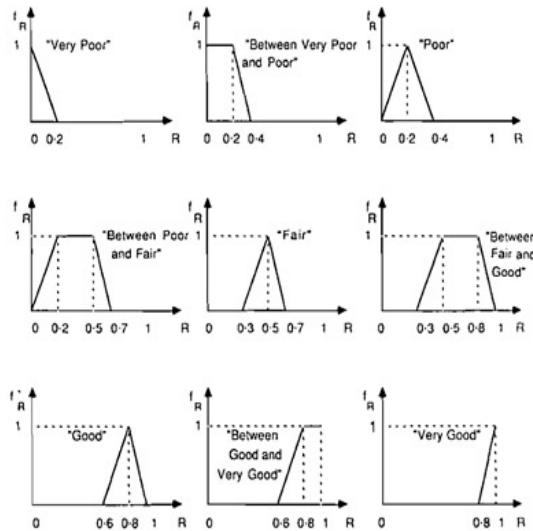 f R
1
"Very Poor"
0 0·2 1 R
f R
1
"Between Very Poor
and Poor"
0 0·2 0·4 1 R
f R
1
"Poor"
0 0·2 0·4 1 R
f R
1
"Between Poor
and Fair"
0 0·2 0·5 0·7 1 R
f R
1
"Fair"
0 0·3 0·5 0·7 1 R
f R
1
"Between
Fair and
Good"
0 0·3 0·5 0·8 1 R
f R
1
"Good"
0 0·6 0·8 1 R
f R
1
"Between
Good and
Very Good"
0 0·6 0·8 1 R
f R
1
"Very Good"
0 0·8 1 R